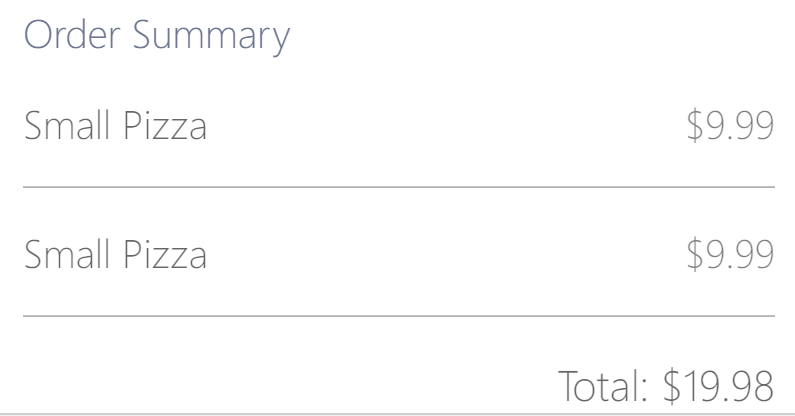 Order Summary
Small Pizza $9.99
Small Pizza $9.99
Total: $19.98